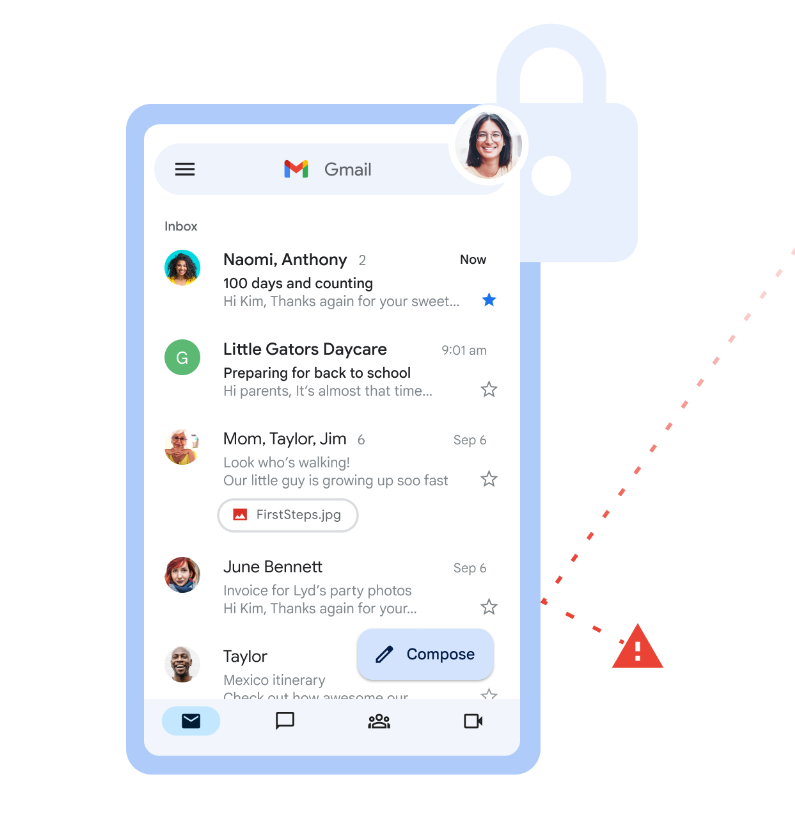 Gmail
Inbox
Naomi, Anthony 2 Now
100 days and counting
Hi Kim, Thanks again for your sweet...
G
Little Gators Daycare 9:01 am
Preparing for back to school
Hi parents, It's almost that time...
Mom, Taylor, Jim 6 Sep 6
Look who's walking!
Our little guy is growing up soo fast
FirstSteps.jpg
June Bennett Sep 6
Invoice for Lyd's party photos
Hi Kim, Thanks again for your...
Taylor
Compose
Mexico itinerary
Check out how awesome our